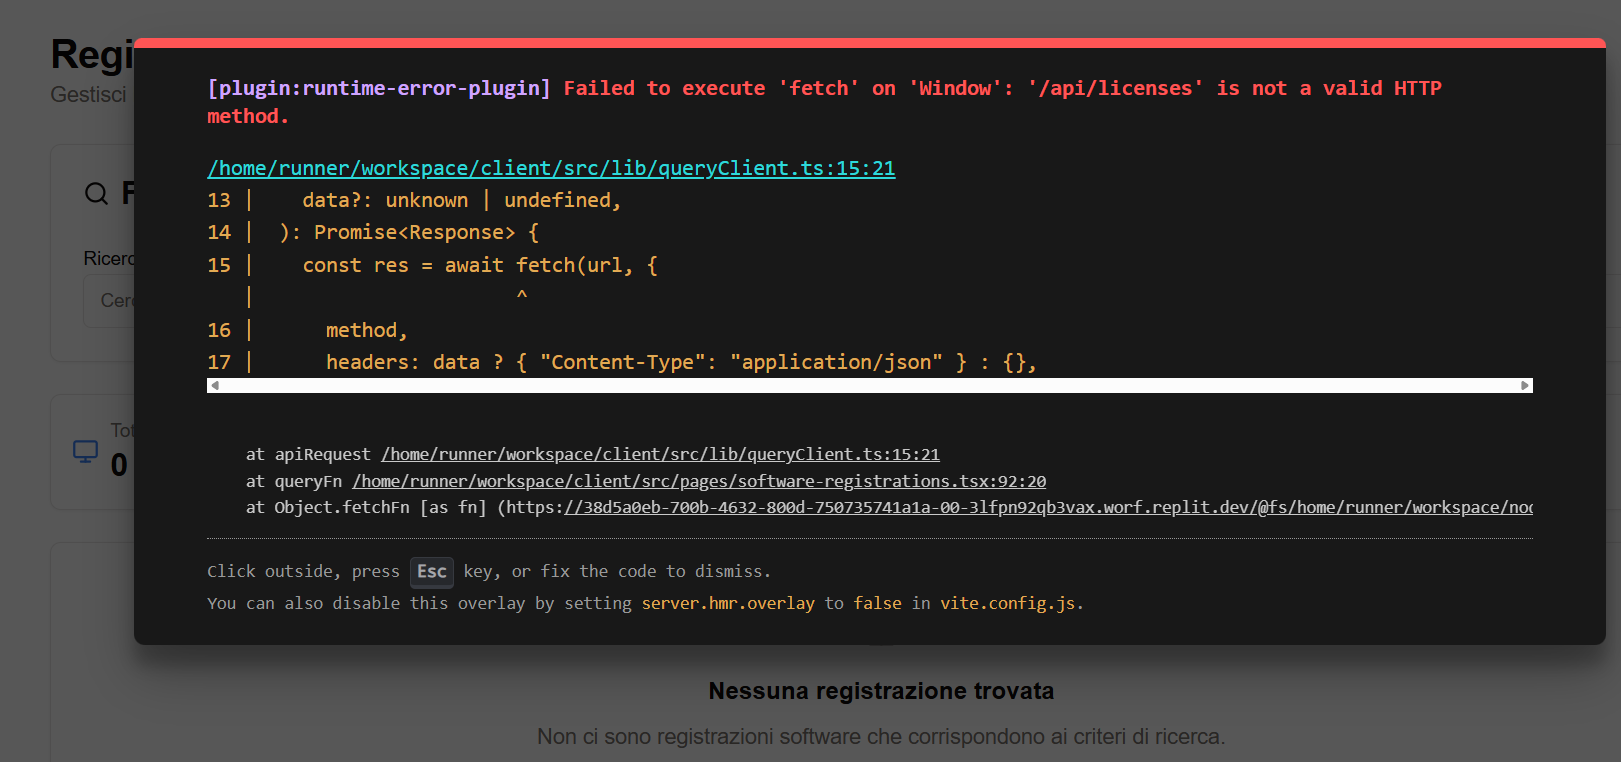 Regi
Gestisci
[plugin:runtime-error-plugin] Failed to execute 'fetch' on 'Window': '/api/licenses' is not a valid HTTP
method.
/home/runner/workspace/client/src/lib/queryClient.ts:15:21
13 |    data?: unknown | undefined,
14 |  ): Promise<Response> {
15 |    const res = await fetch(url, {
   |                      ^
16 |      method,
17 |      headers: data ? { "Content-Type": "application/json" } : {},
F
Ricerc
Cerc
Tot
0
at apiRequest /home/runner/workspace/client/src/lib/queryClient.ts:15:21
at queryFn /home/runner/workspace/client/src/pages/software-registrations.tsx:92:20
at Object.fetchFn [as fn] (https://38d5a0eb-700b-4632-800d-750735741a1a-00-3lfpn92qb3vax.worf.replit.dev/@fs/home/runner/workspace/noc
Click outside, press Esc key, or fix the code to dismiss.
You can also disable this overlay by setting server.hmr.overlay to false in vite.config.js.
Nessuna registrazione trovata
Non ci sono registrazioni software che corrispondono ai criteri di ricerca.